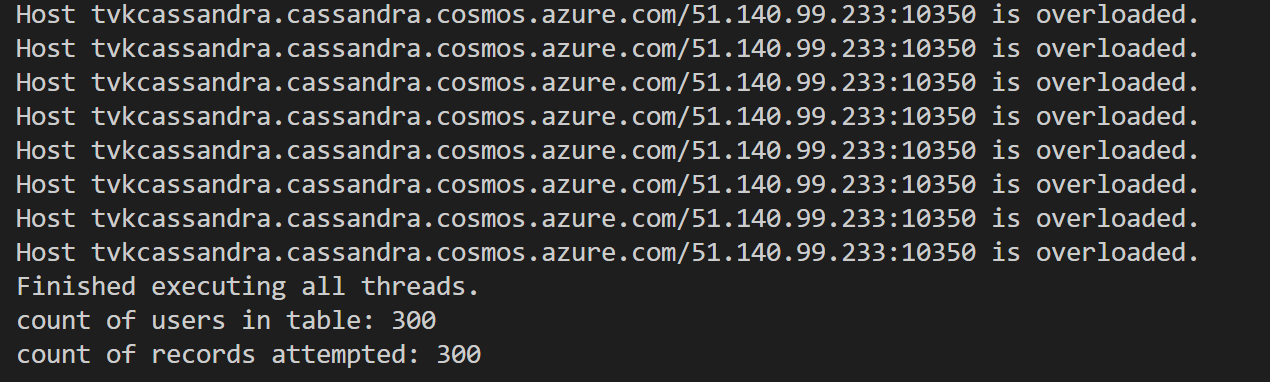 Host tvkcassandra.cassandra.cosmos.azure.com/51.140.99.233:10350 is overloaded.
Host tvkcassandra.cassandra.cosmos.azure.com/51.140.99.233:10350 is overloaded.
Host tvkcassandra.cassandra.cosmos.azure.com/51.140.99.233:10350 is overloaded.
Host tvkcassandra.cassandra.cosmos.azure.com/51.140.99.233:10350 is overloaded.
Host tvkcassandra.cassandra.cosmos.azure.com/51.140.99.233:10350 is overloaded.
Host tvkcassandra.cassandra.cosmos.azure.com/51.140.99.233:10350 is overloaded.
Host tvkcassandra.cassandra.cosmos.azure.com/51.140.99.233:10350 is overloaded.
Host tvkcassandra.cassandra.cosmos.azure.com/51.140.99.233:10350 is overloaded.
Finished executing all threads.
count of users in table: 300
count of records attempted: 300